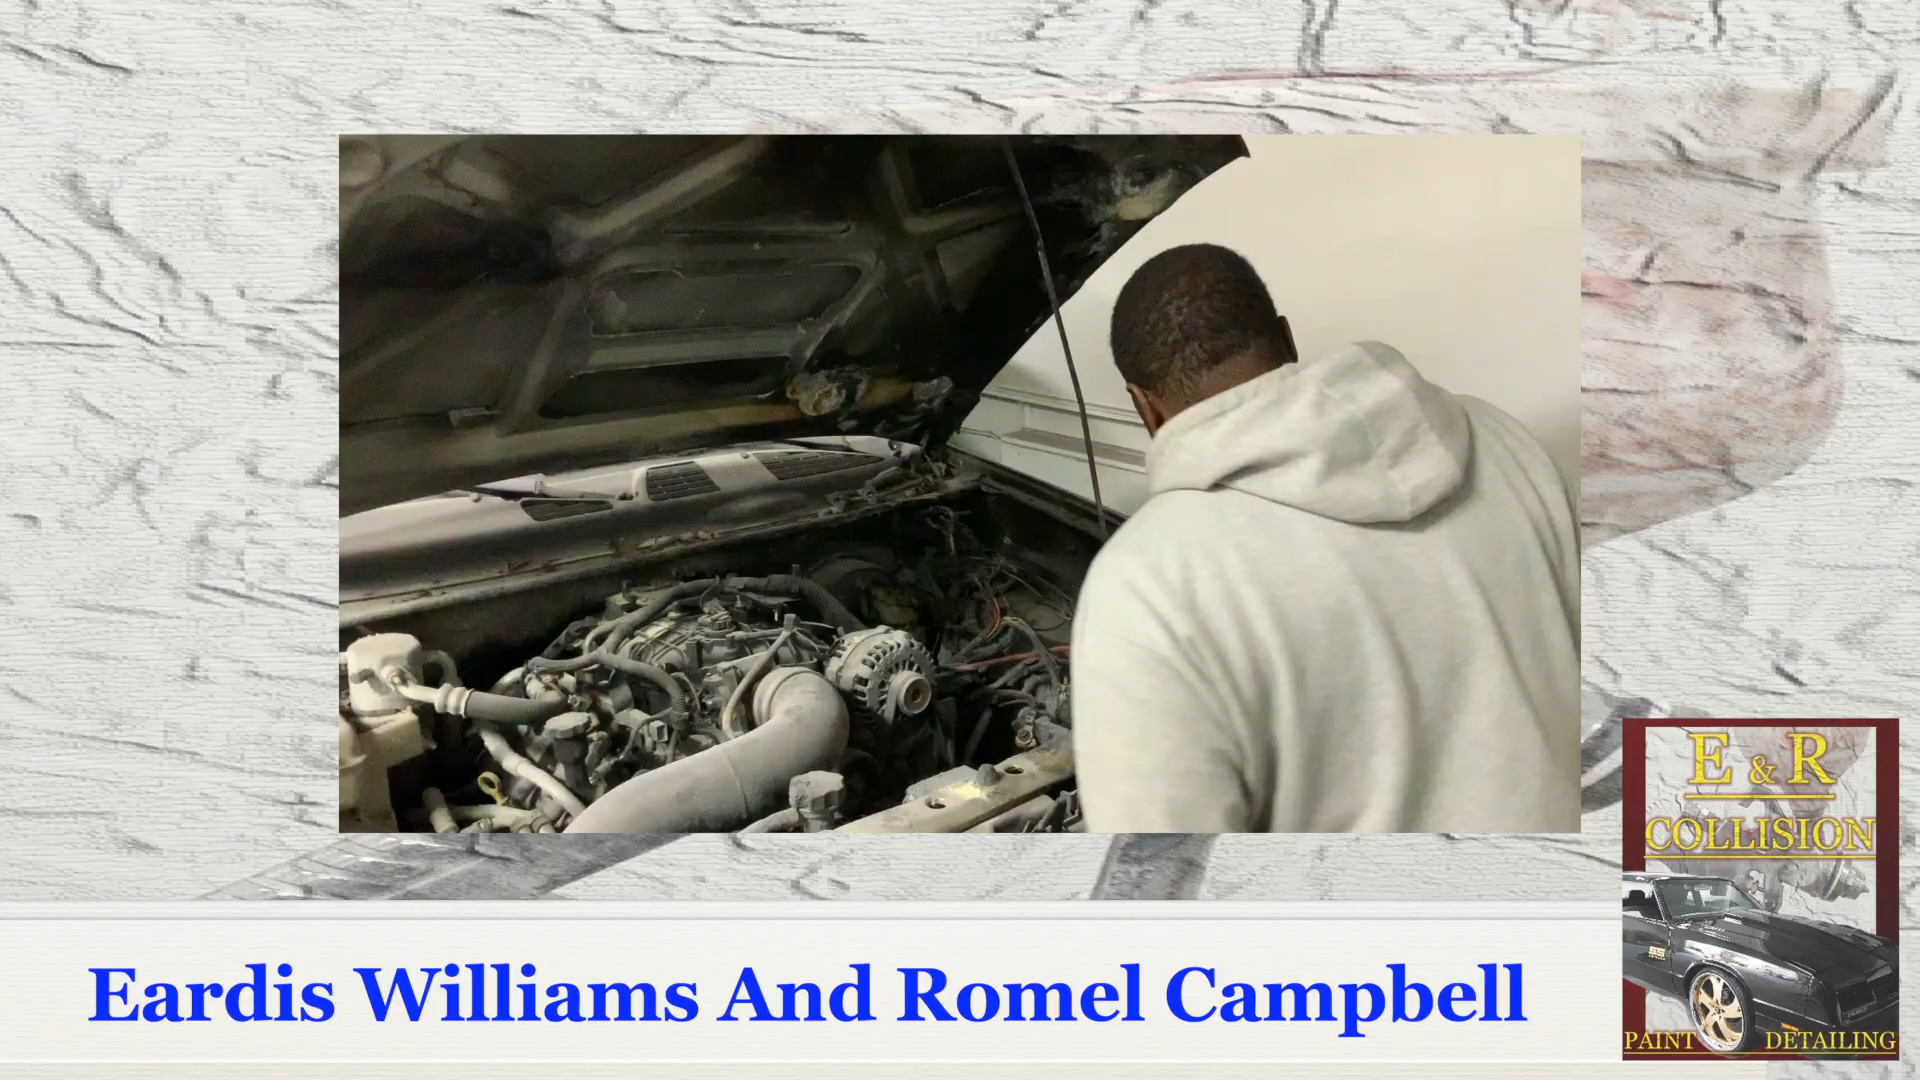 Eardis Williams And Romel Campbell
E & R
COLLISION
PAINT DETAILING